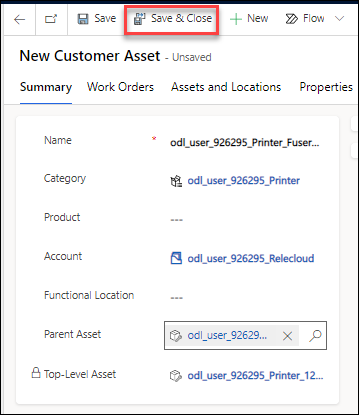 Save Save & Close New Flow
New Customer Asset - Unsaved
Summary Work Orders Assets and Locations Properties
Name * odl_user_926295_Printer_Fuser...
Category odl_user_926295_Printer
Product ---
Account odl_user_926295_Relecloud
Functional Location ---
Parent Asset odl_user_92629...
Top-Level Asset odl_user_926295_Printer_12...